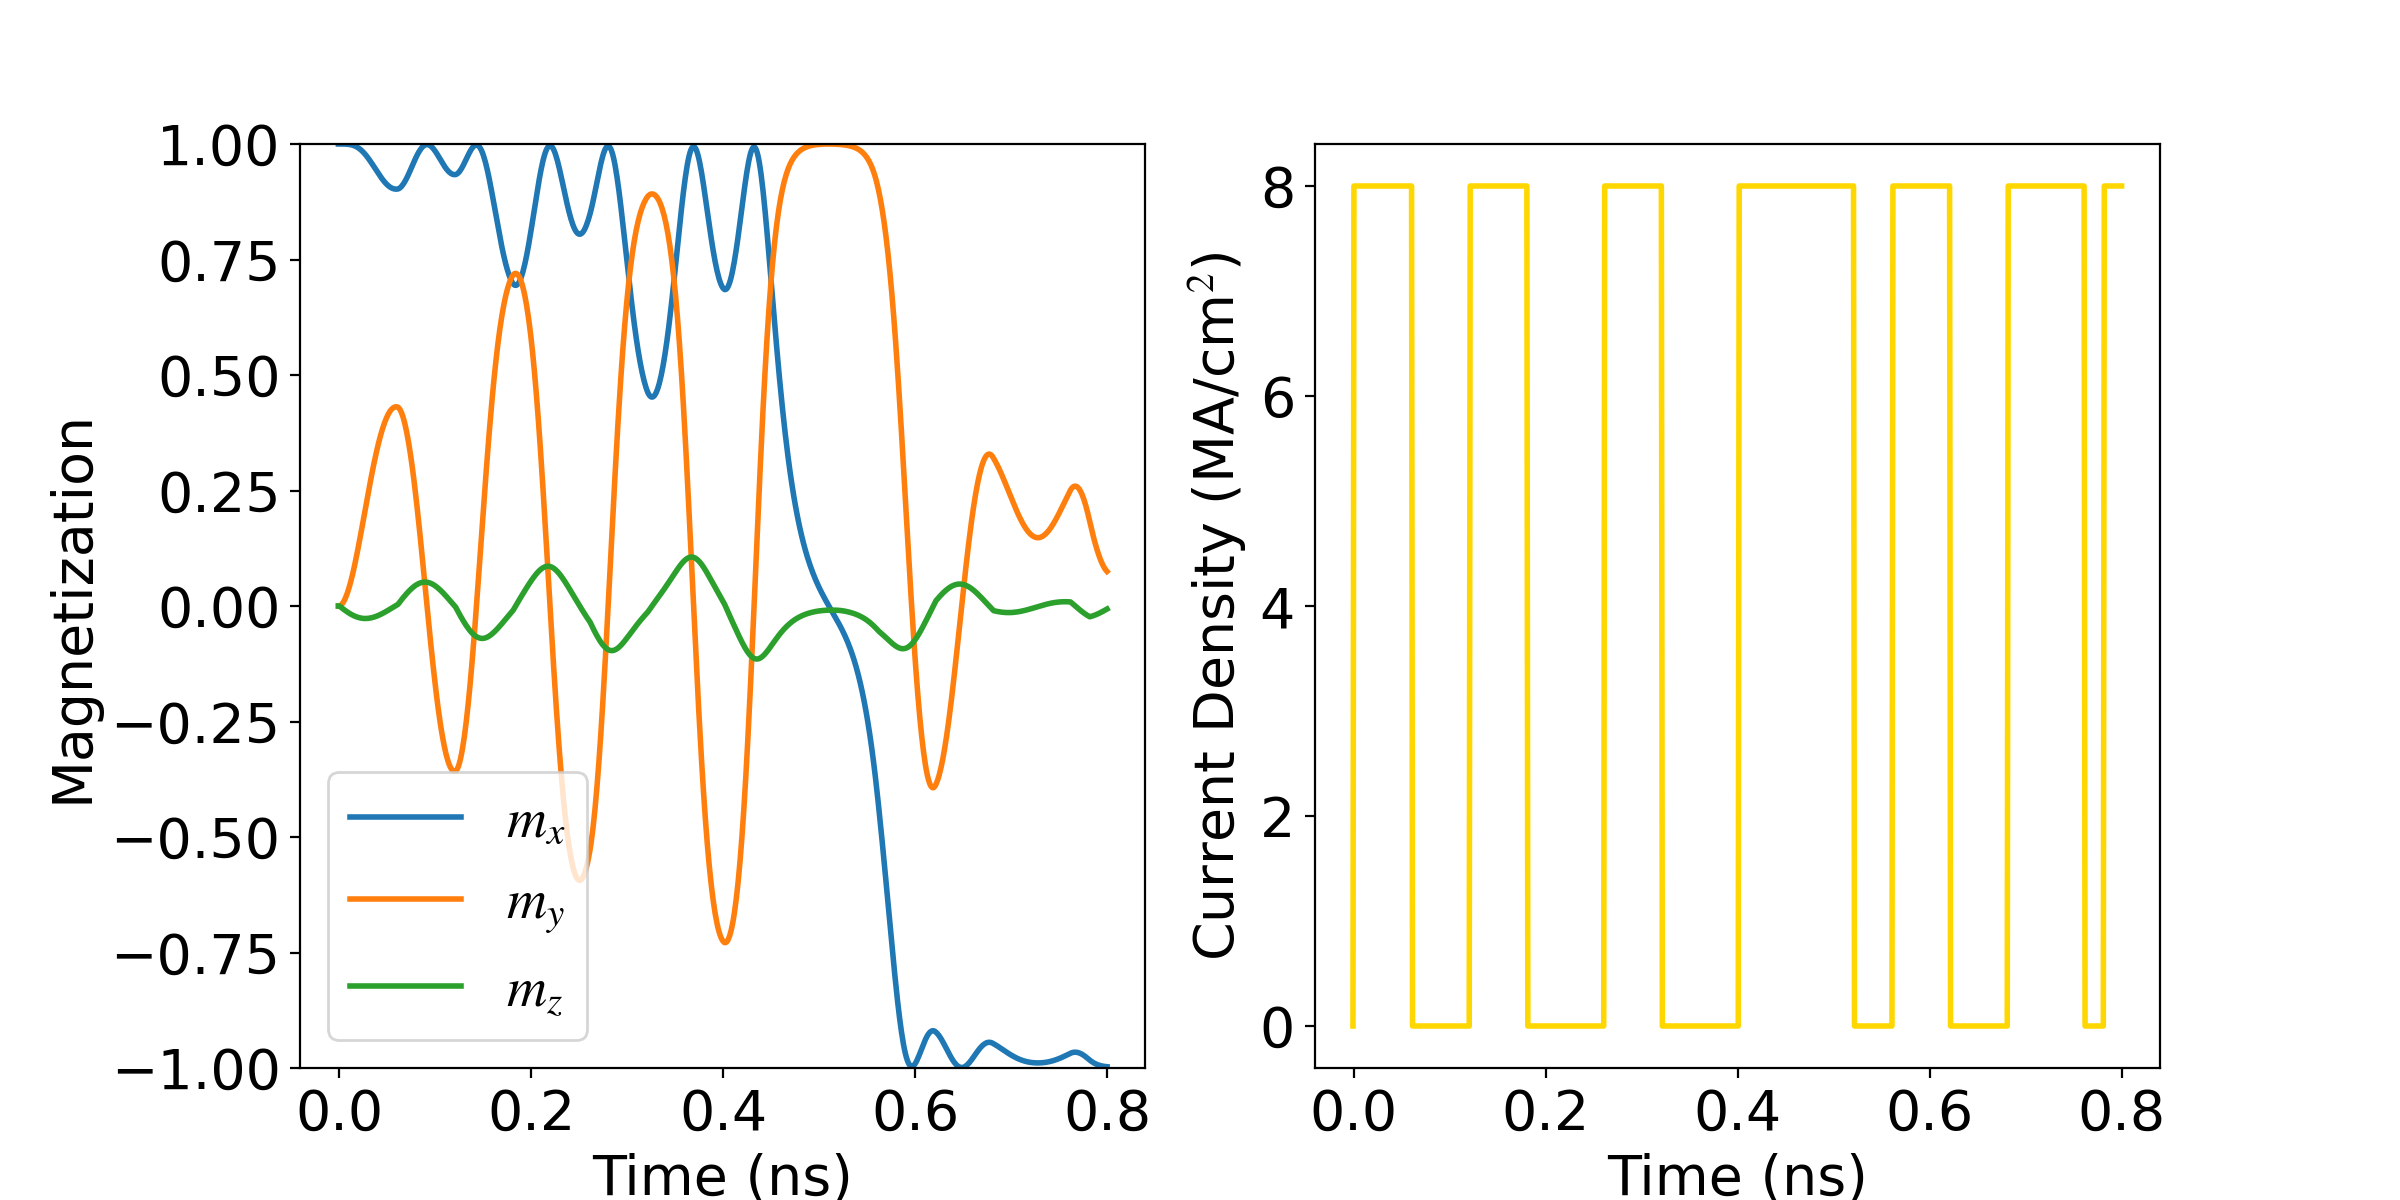 Magnetization
1.00
0.75
0.50
0.25
0.00
−0.25
−0.50
−0.75
−1.00
m_x
m_y
m_z
0.0 0.2 0.4 0.6 0.8
Time (ns)
Current Density (MA/cm²)
8
6
4
2
0
0.0 0.2 0.4 0.6 0.8
Time (ns)